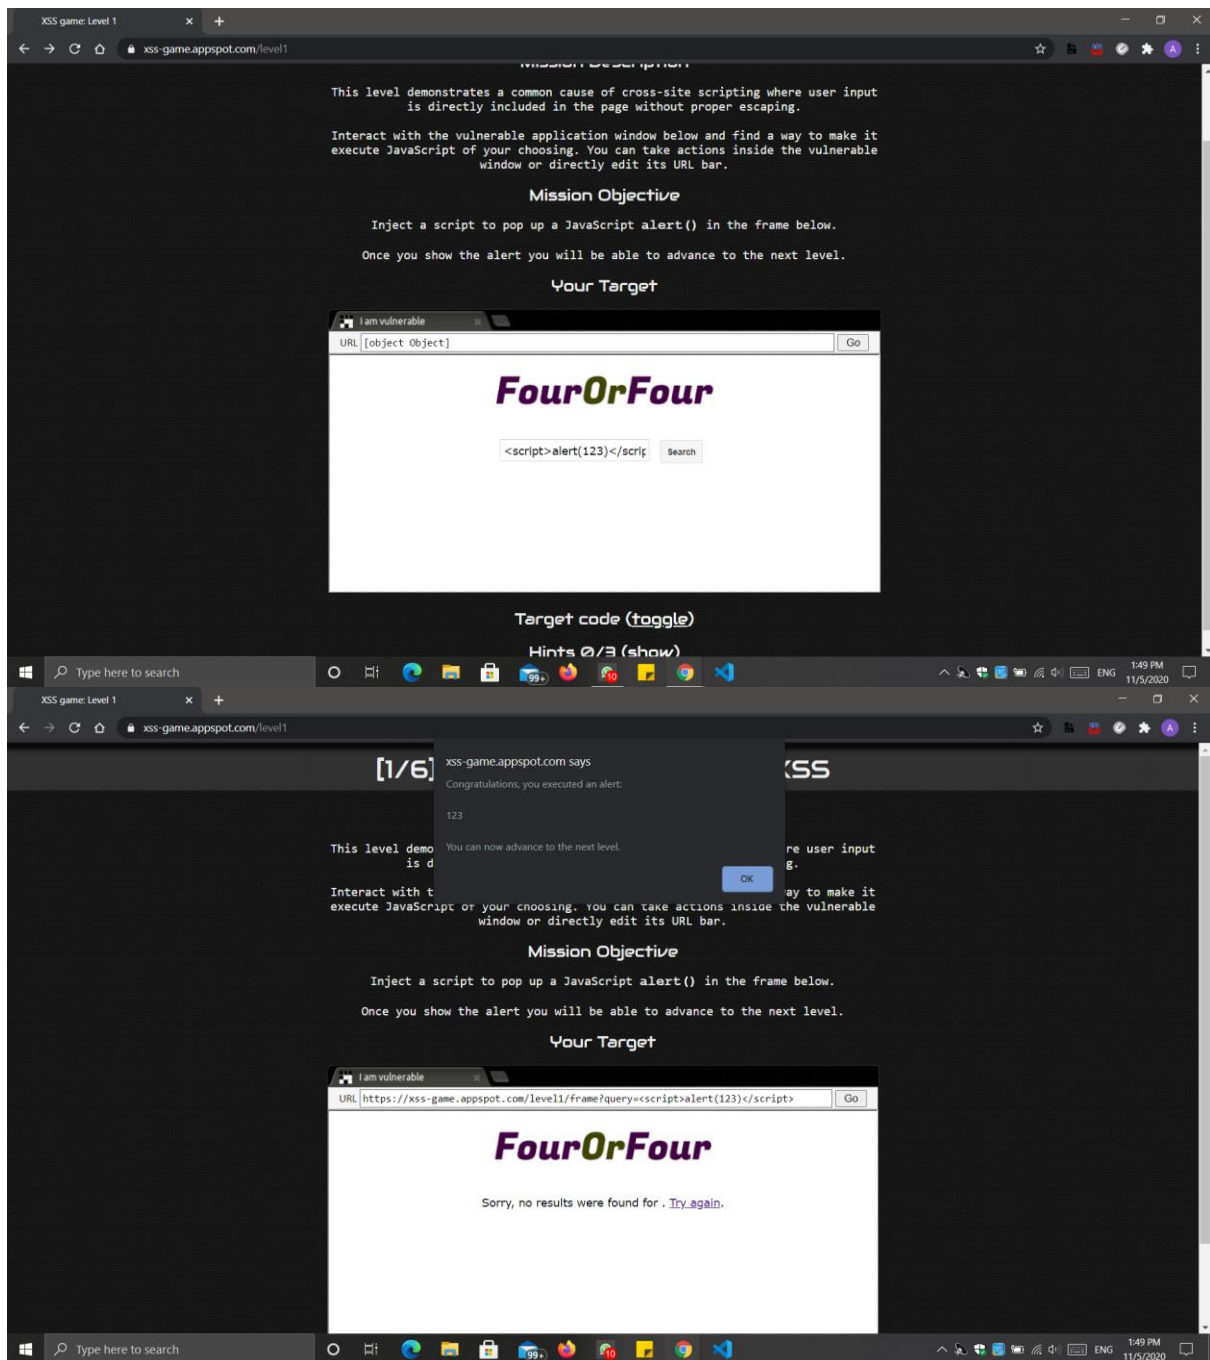 XSS game: Level 1
xss-game.appspot.com/level1
Mission Description
This level demonstrates a common cause of cross-site scripting where user input
is directly included in the page without proper escaping.
Interact with the vulnerable application window below and find a way to make it
execute JavaScript of your choosing. You can take actions inside the vulnerable
window or directly edit its URL bar.
Mission Objective
Inject a script to pop up a JavaScript alert() in the frame below.
Once you show the alert you will be able to advance to the next level.
Your Target
I am vulnerable
URL [object Object] Go
FourOrFour
<script>alert(123)</scrip Search
Target code (toggle)
Hints 0/3 (show)
Type here to search 99+ 10 ENG 1:49 PM
11/5/2020
XSS game: Level 1
xss-game.appspot.com/level1 A
[1/6] XSS
xss-game.appspot.com says
Congratulations, you executed an alert:
123
You can now advance to the next level.
OK
This level demo re user input
is d g.
Interact with t ay to make it
execute JavaScript of your choosing. You can take actions inside the vulnerable
window or directly edit its URL bar.
Mission Objective
Inject a script to pop up a JavaScript alert() in the frame below.
Once you show the alert you will be able to advance to the next level.
Your Target
I am vulnerable
URL https://xss-game.appspot.com/level1/frame?query=<script>alert(123)</script> Go
FourOrFour
Sorry, no results were found for . Try again.
Type here to search 99+ 10 ENG 1:49 PM
11/5/2020